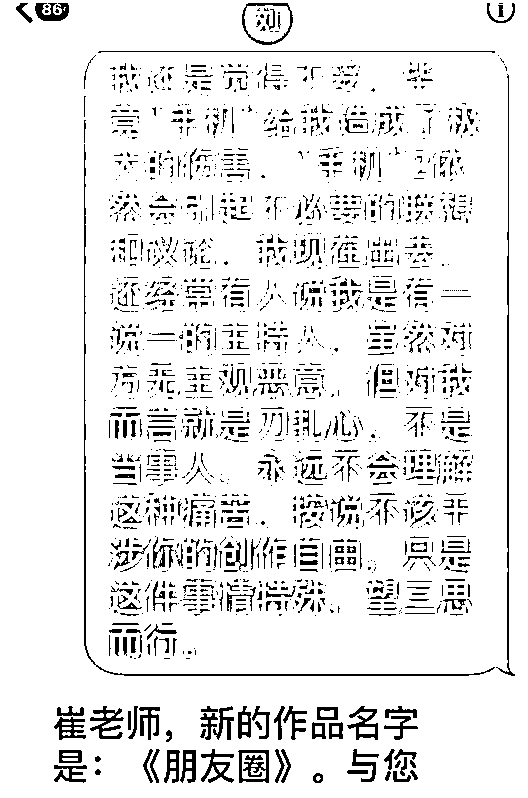 86
刘
我还是觉得不妥，毕
竟“手机”给我造成了极
大的伤害，“手机2”依
然会引起不必要的联想
和议论，我现在出去，
还经常有人说我是有一
说一的主持人，虽然对
方无主观恶意，但对我
而言就是刀扎心，不是
当事人，永远不会理解
这种痛苦，按说不该干
涉你的创作自由，只是
这件事情特殊，望三思
而行。
崔老师，新的作品名字
是：《朋友圈》。与您